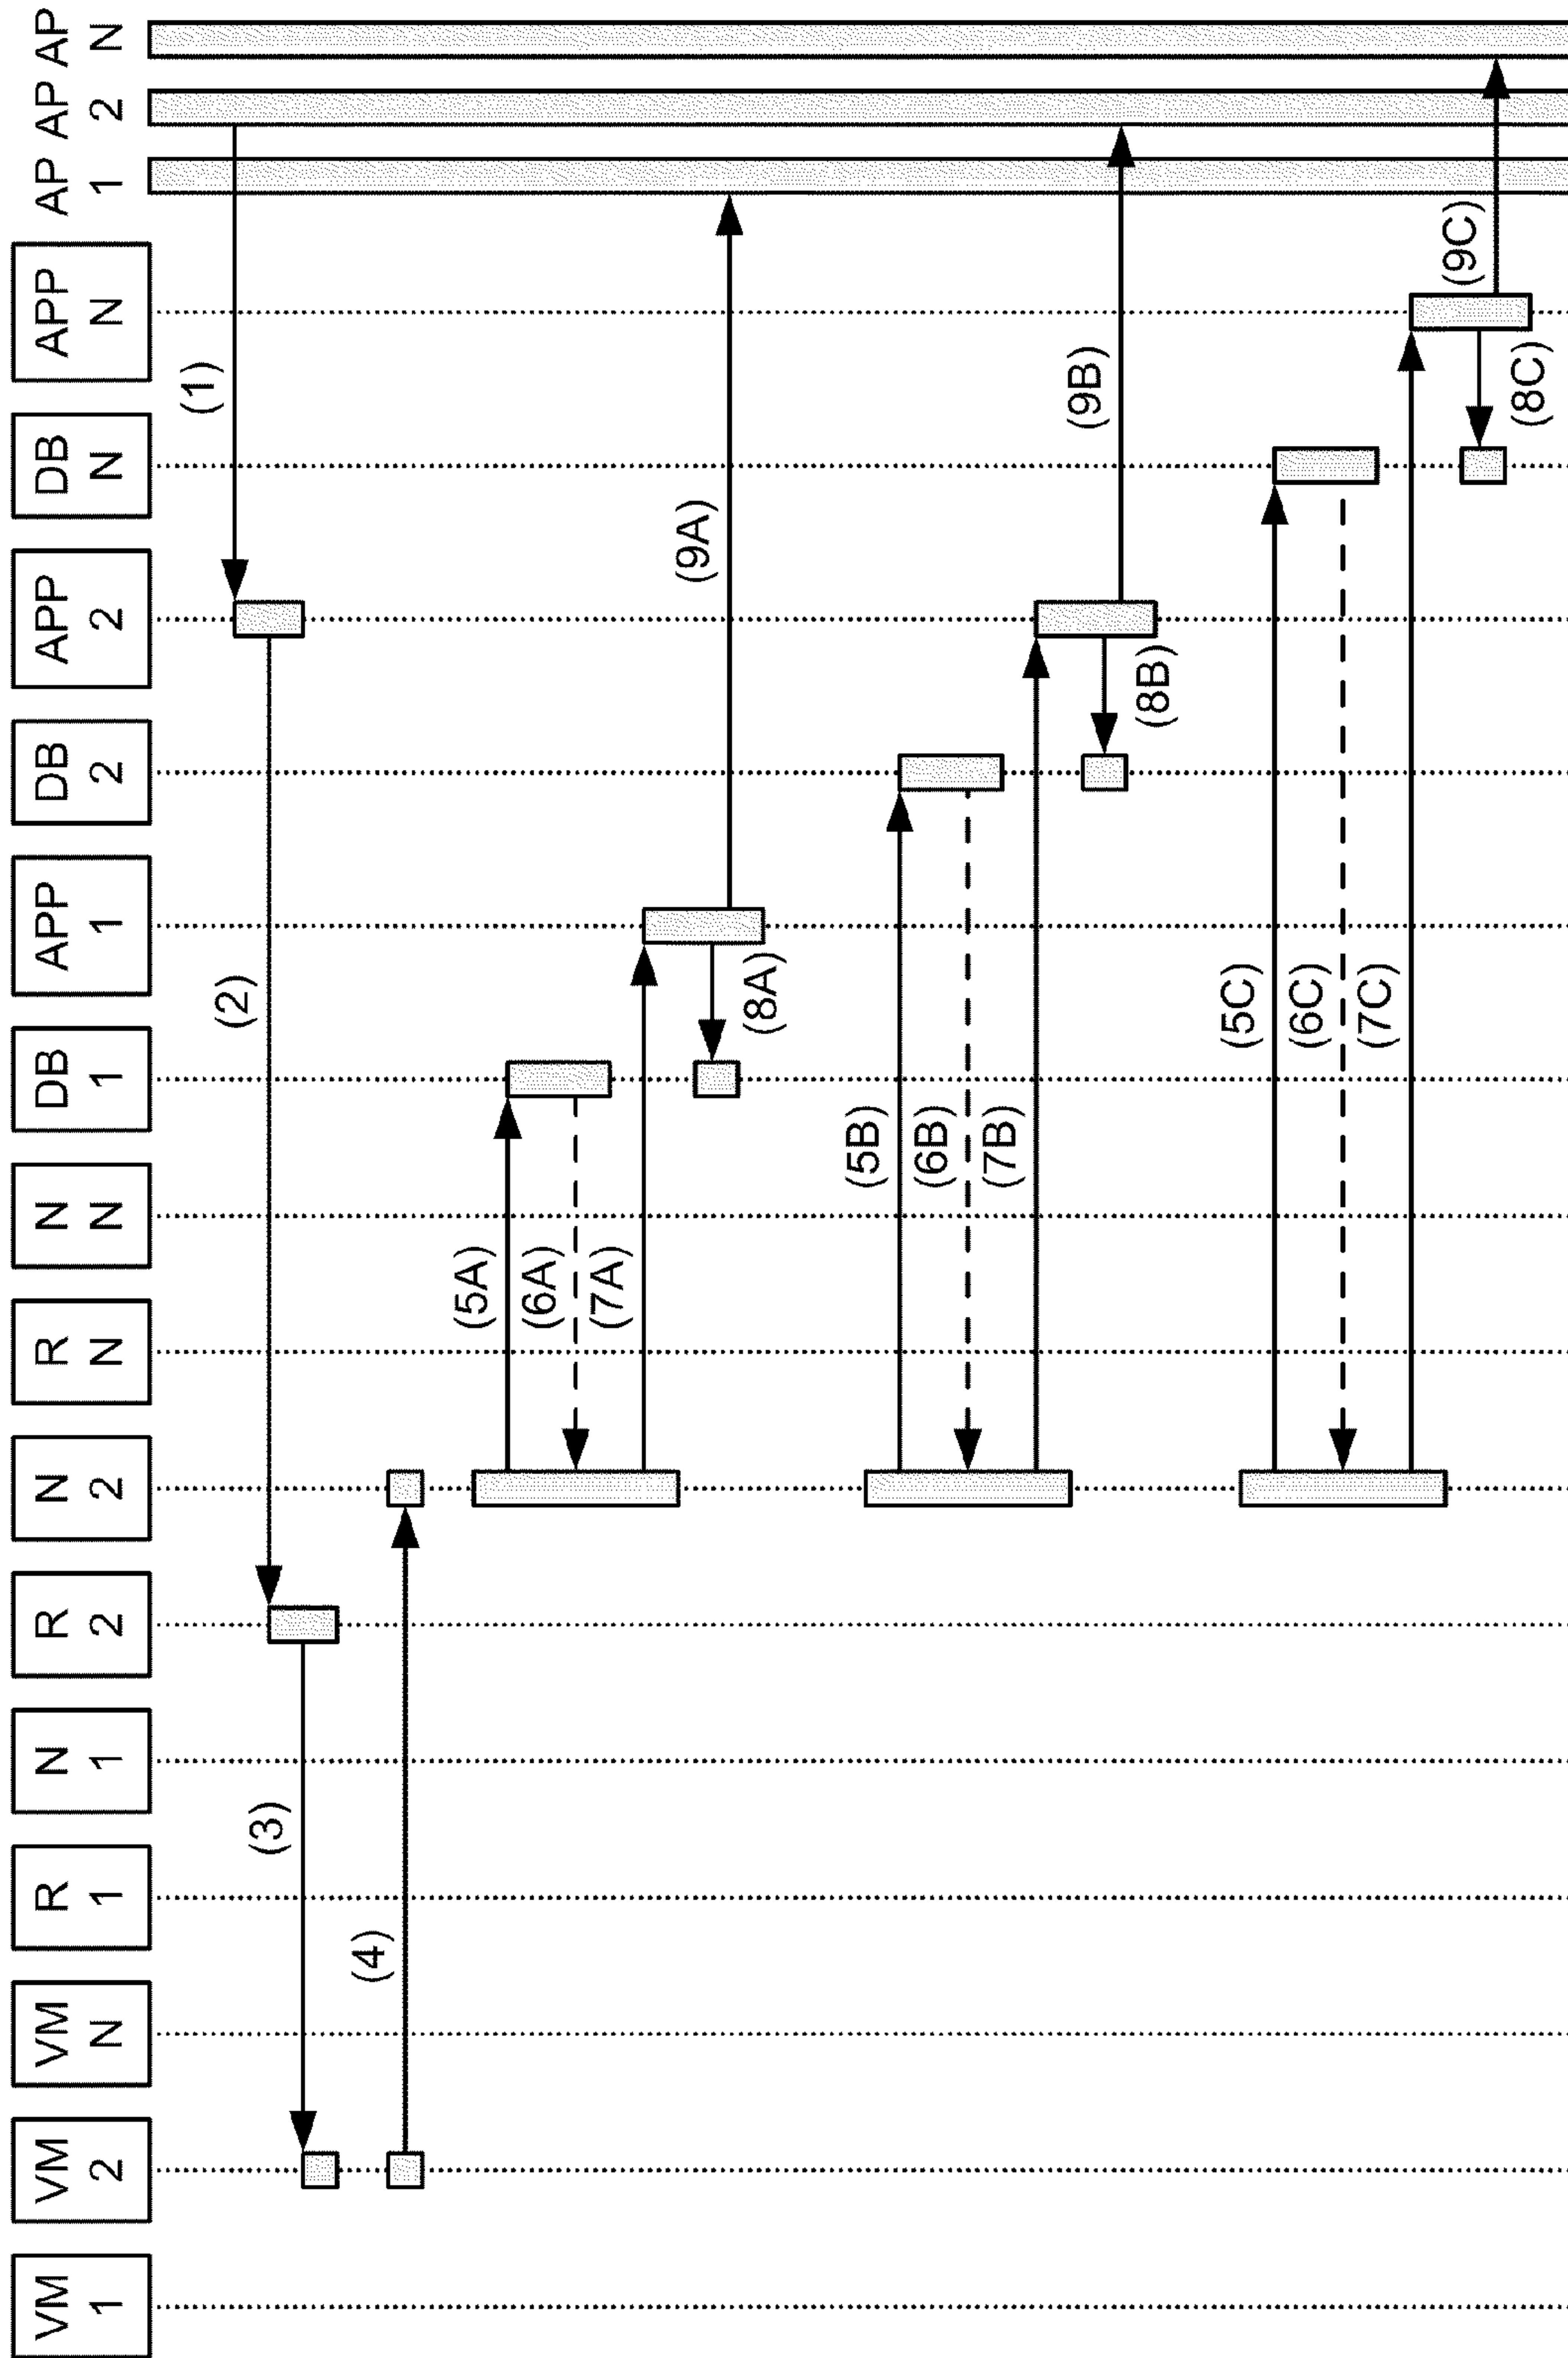 VM
1
VM
2
VM
N
R
1
N
1
R
2
N
2
R
N
N
N
DB
1
APP
1
DB
2
APP
2
DB
N
APP
N
AP
1
AP
2
AP
N
(1)
(2)
(3)
(4)
(5A)
(6A)
(7A)
(9A)
(8A)
(5B)
(6B)
(7B)
(9B)
(8B)
(5C)
(6C)
(7C)
(9C)
(8C)